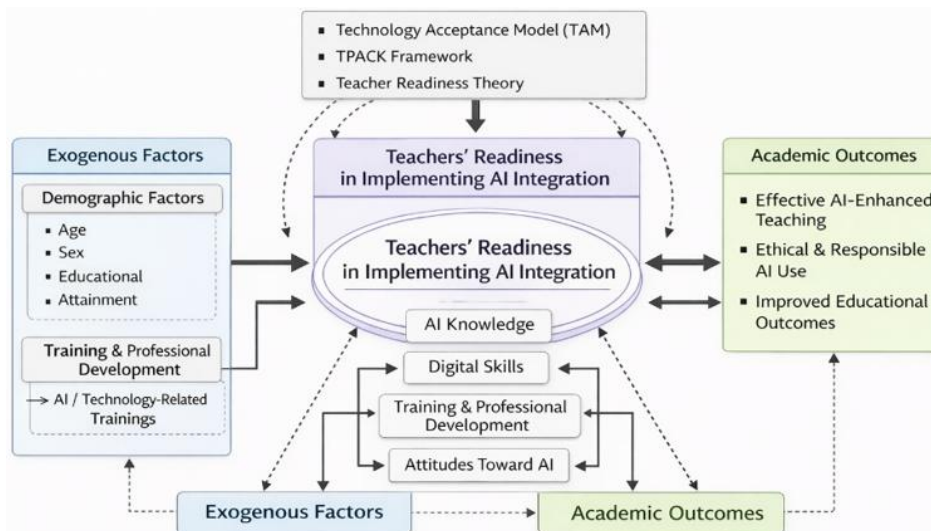 Technology Acceptance Model (TAM)
TPACK Framework
Teacher Readiness Theory
Exogenous Factors
Demographic Factors
Age
Sex
Educational
Attainment
Training & Professional
Development
AI / Technology-Related
Trainings
Teachers' Readiness
in Implementing AI Integration
Teachers' Readiness
in Implementing AI Integration
AI Knowledge
Digital Skills
Training & Professional
Development
Attitudes Toward AI
Academic Outcomes
Effective AI-Enhanced
Teaching
Ethical & Responsible
AI Use
Improved Educational
Outcomes
Exogenous Factors
Academic Outcomes